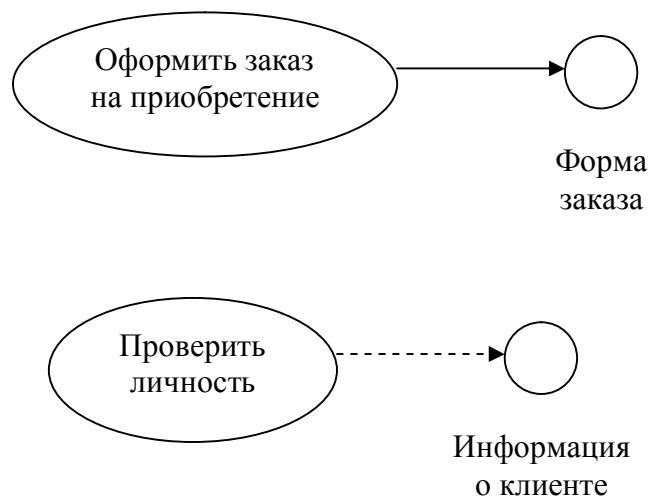 Оформить заказ
на приобретение
Форма
заказа
Проверить
личность
Информация
о клиенте